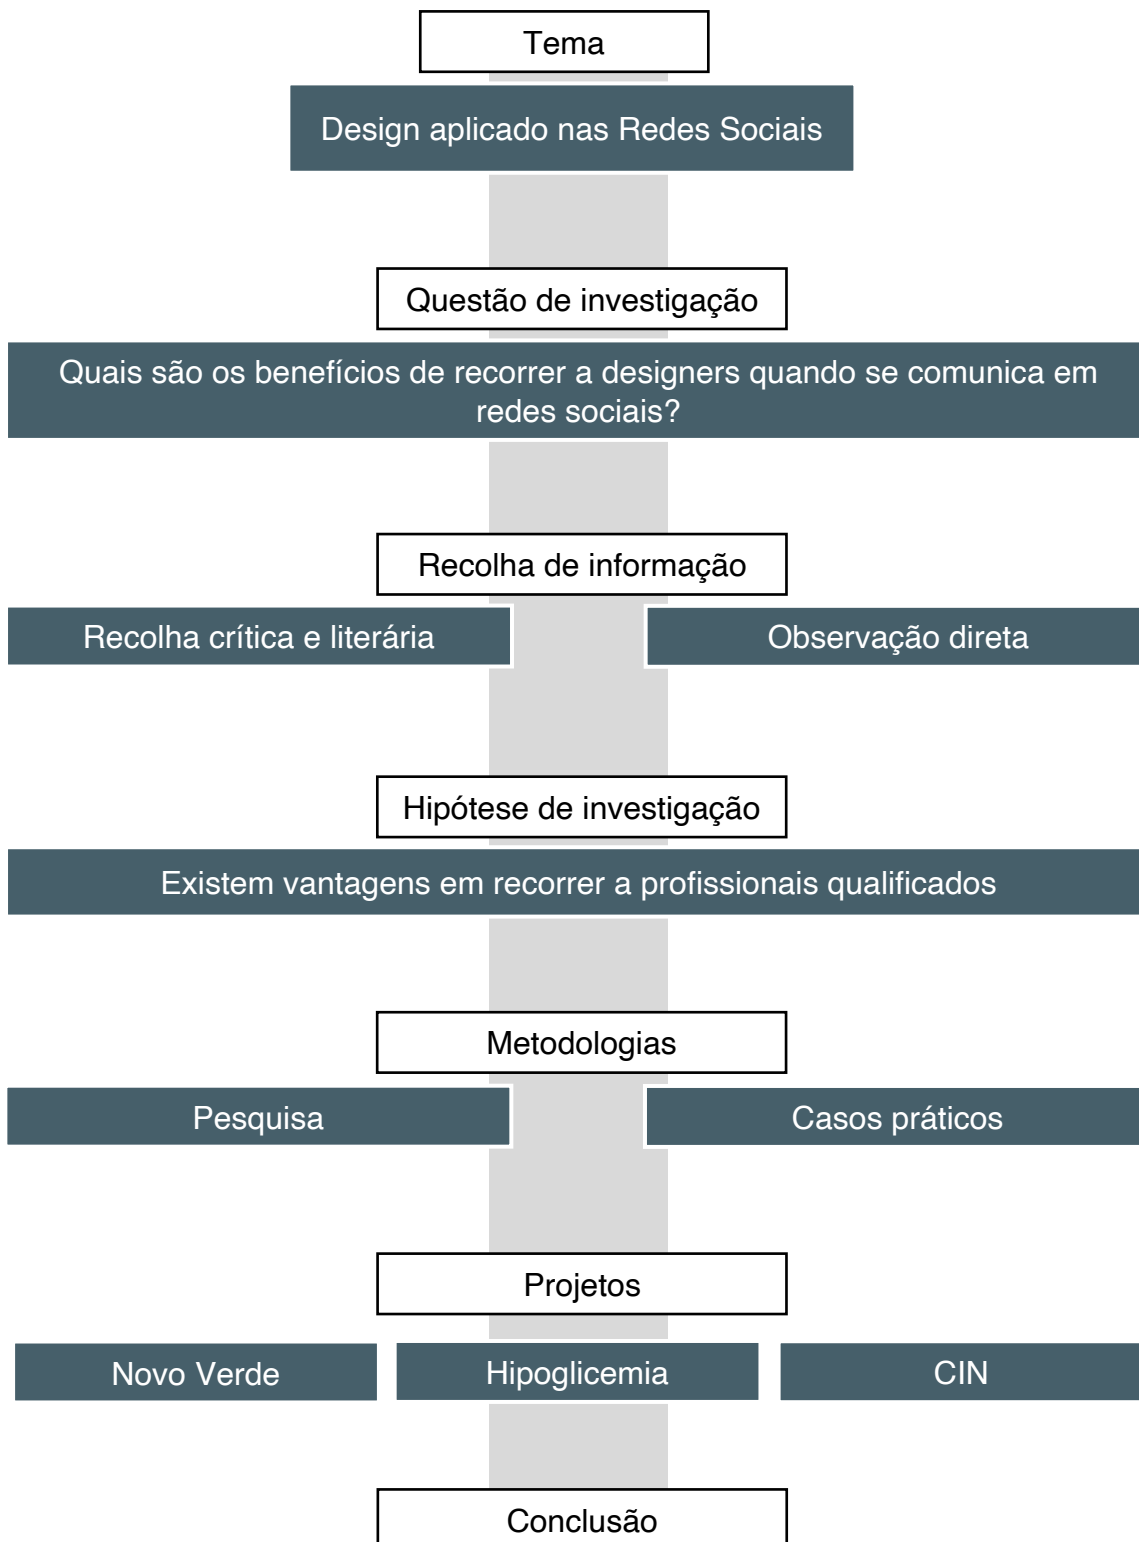 Tema
Design aplicado nas Redes Sociais
Questão de investigação
Quais são os benefícios de recorrer a designers quando se comunica em
redes sociais?
Recolha de informação
Recolha crítica e literária
Observação direta
Hipótese de investigação
Existem vantagens em recorrer a profissionais qualificados
Metodologias
Pesquisa
Casos práticos
Projetos
Novo Verde
Hipoglicemia
CIN
Conclusão